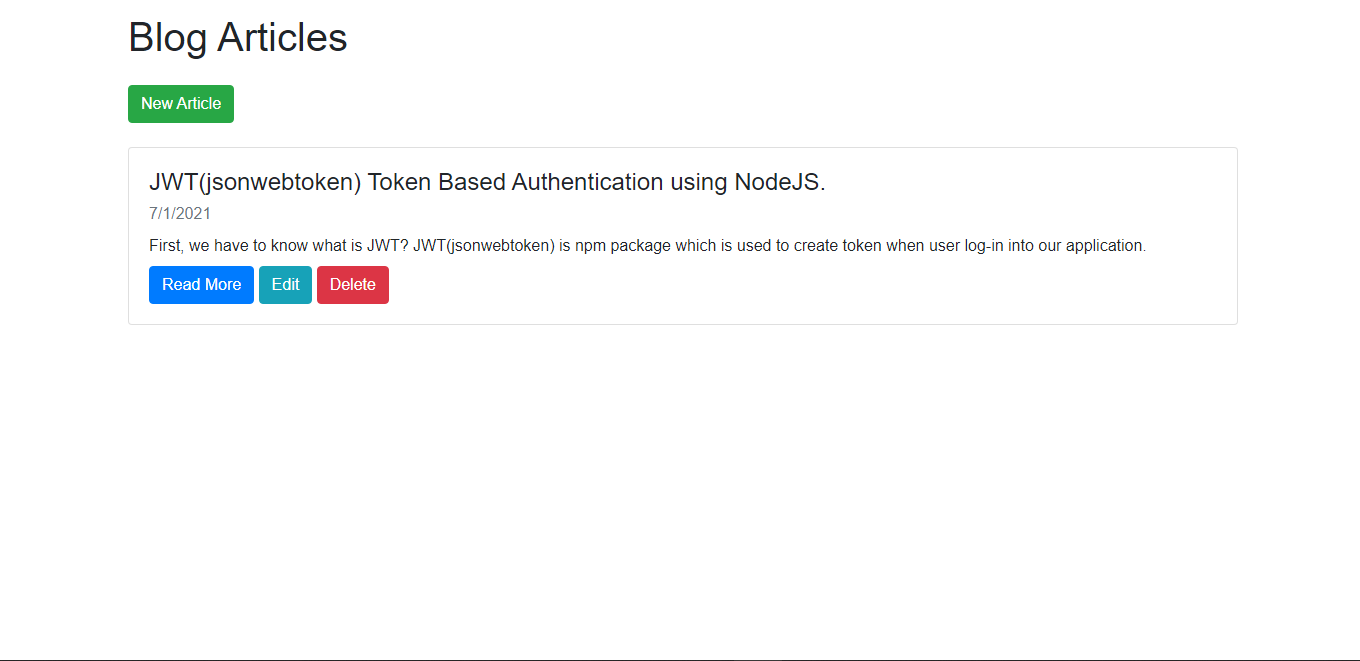 Blog Articles
New Article
JWT(jsonwebtoken) Token Based Authentication using NodeJS.
7/1/2021
First, we have to know what is JWT? JWT(jsonwebtoken) is npm package which is used to create token when user log-in into our application.
Read More Edit Delete